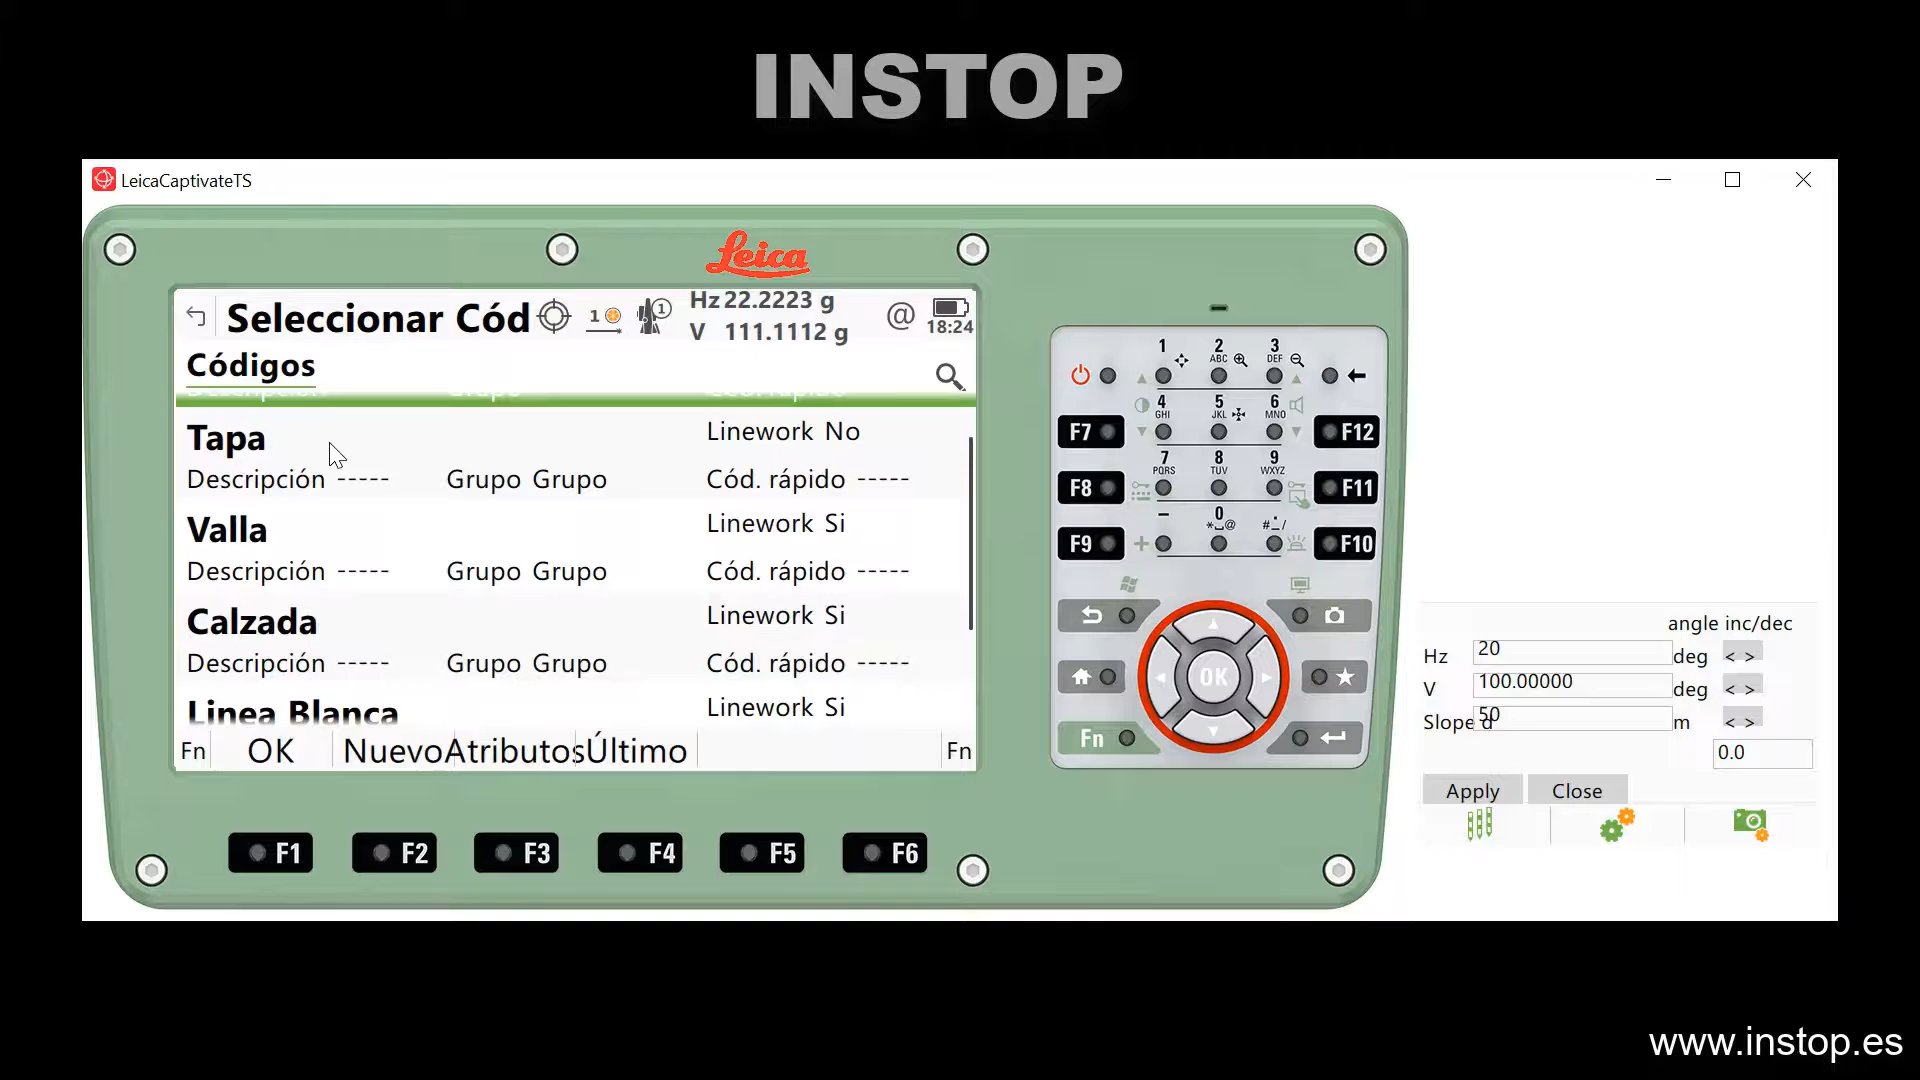 INSTOP
LeicaCaptivateTS
Leica
Seleccionar Cód
1
1
Hz 22.2223 g
V 111.1112 g
@
18:24
Códigos
Descripción Grupo Cód. rápido
Tapa Linework No
Descripción ----- Grupo Grupo Cód. rápido -----
Valla Linework Si
Descripción ----- Grupo Grupo Cód. rápido -----
Calzada Linework Si
Descripción ----- Grupo Grupo Cód. rápido -----
Linea Blanca Linework Si
Fn OK Nuevo Atributos Último Fn
F1 F2 F3 F4 F5 F6
1 2 ABC 3 DEF
F7 4 GHI 5 JKL 6 MNO F12
F8 7 PQRS 8 TUV 9 WXYZ F11
F9 - 0 *⎵@ . #_/ F10
OK
Fn
angle inc/dec
Hz 20 deg < >
V 100.00000 deg < >
Slope d 50 m < >
0.0
Apply Close
www.instop.es